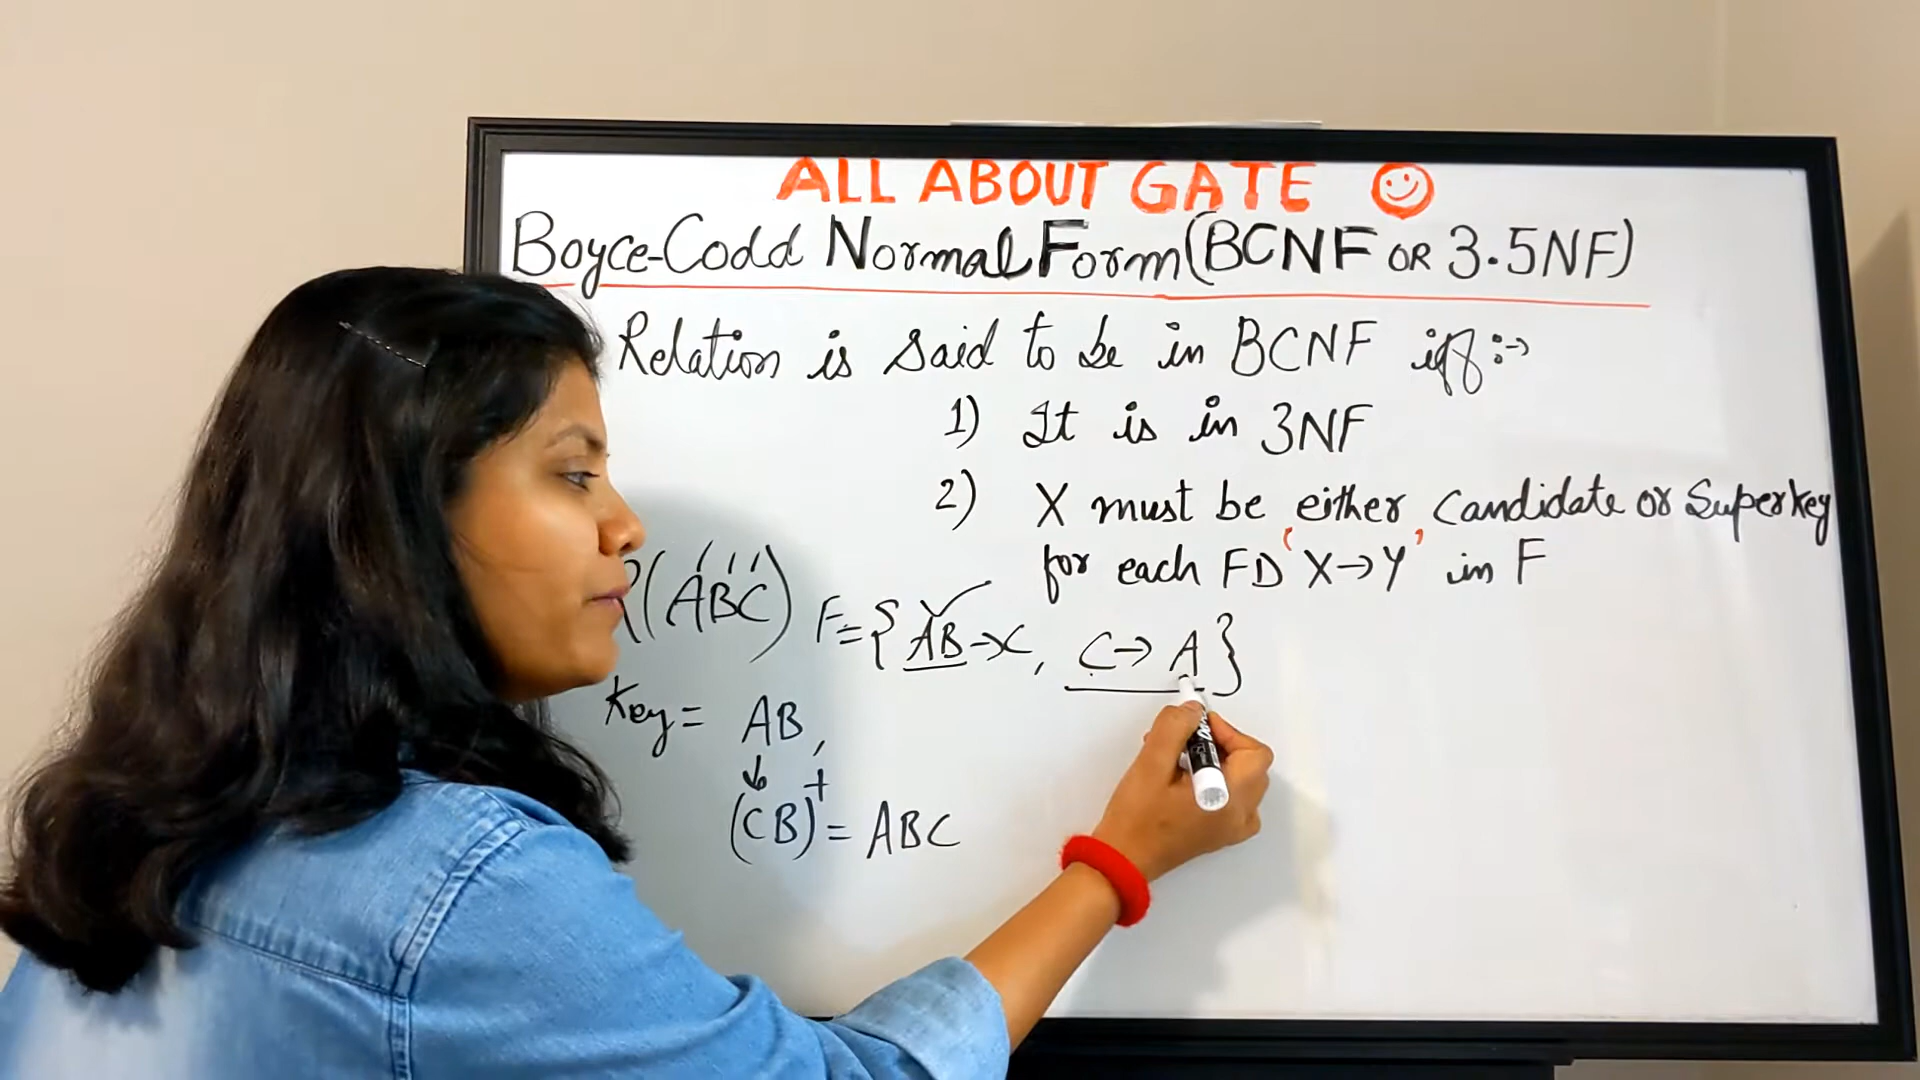 ALL ABOUT GATE ☺
Boyce-Codd Normal Form (BCNF OR 3.5NF)
Relation is said to be in BCNF iff :→
1) It is in 3NF
2) X must be either Candidate or Superkey
for each FD 'X→Y' in F
(ABC) F= {AB→C, C→A}
Key= AB,
↓
(CB)⁺ = ABC